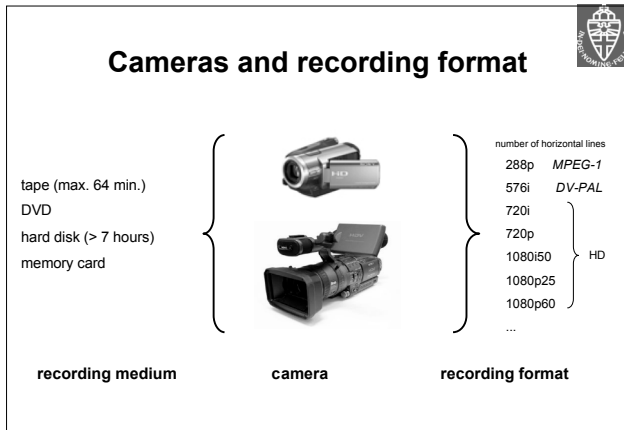 Cameras and recording format
tape (max. 64 min.)
DVD
hard disk (> 7 hours)
memory card
HD
number of horizontal lines
288p MPEG-1
576i DV-PAL
720i
720p
1080i50
1080p25
1080p60
...
HD
recording medium
camera
recording format